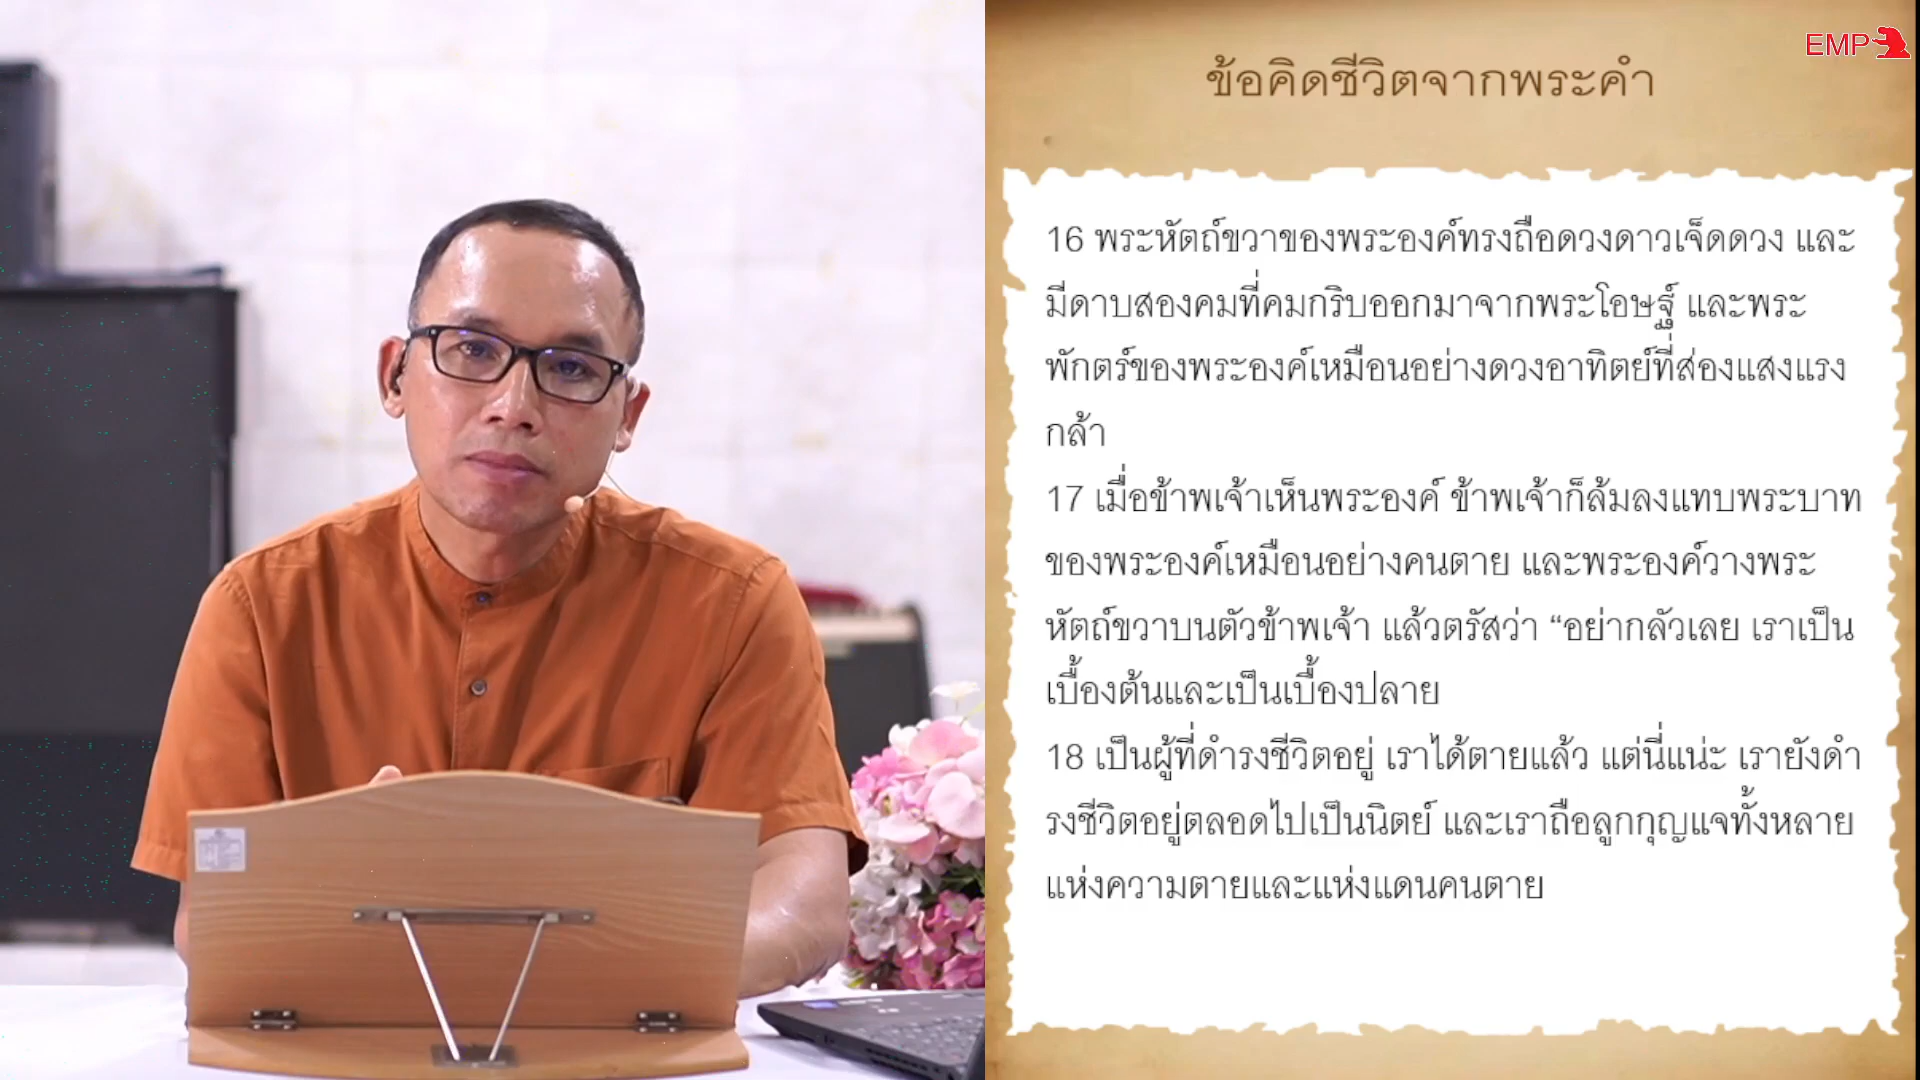 EMP
ข้อคิดชีวิตจากพระคำ
16 พระหัตถ์ขวาของพระองค์ทรงถือดวงดาวเจ็ดดวง และ
มีดาบสองคมที่คมกริบออกมาจากพระโอษฐ์ และพระ
พักตร์ของพระองค์เหมือนอย่างดวงอาทิตย์ที่ส่องแสงแรง
กล้า
17 เมื่อข้าพเจ้าเห็นพระองค์ ข้าพเจ้าก็ล้มลงแทบพระบาท
ของพระองค์เหมือนอย่างคนตาย และพระองค์วางพระ
หัตถ์ขวาบนตัวข้าพเจ้า แล้วตรัสว่า “อย่ากลัวเลย เราเป็น
เบื้องต้นและเป็นเบื้องปลาย
18 เป็นผู้ที่ดำรงชีวิตอยู่ เราได้ตายแล้ว แต่นี่แน่ะ เรายังดำ
รงชีวิตอยู่ตลอดไปเป็นนิตย์ และเราถือลูกกุญแจทั้งหลาย
แห่งความตายและแห่งแดนคนตาย